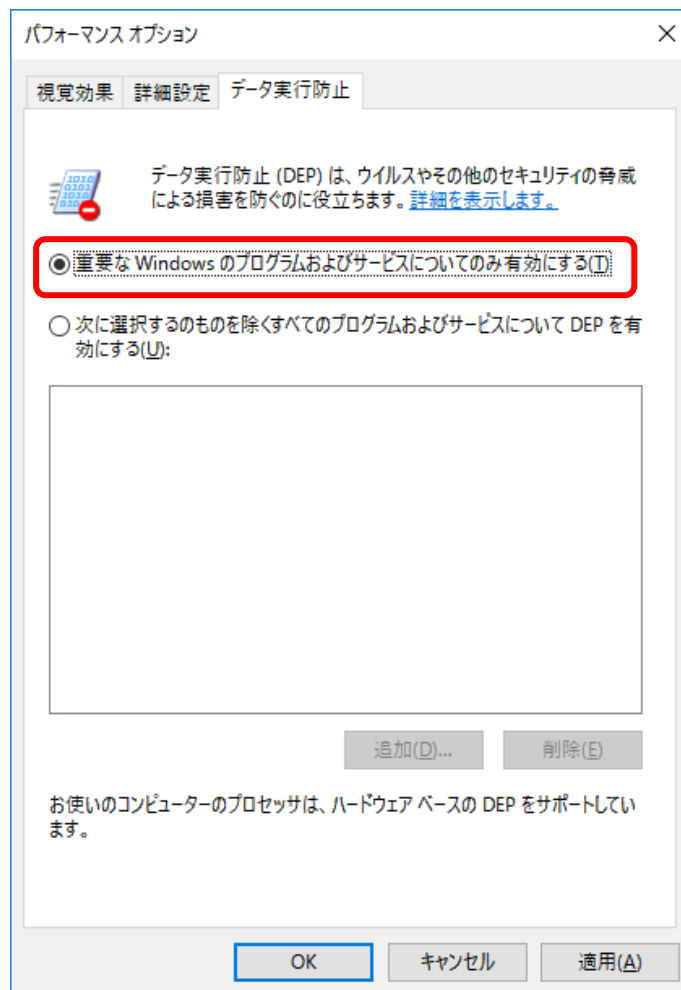 パフォーマンス オプション
視覚効果 詳細設定 データ実行防止
データ実行防止 (DEP) は、ウイルスやその他のセキュリティの脅威
による損害を防ぐのに役立ちます。詳細を表示します。
重要な Windows のプログラムおよびサービスについてのみ有効にする(T)
次に選択するのものを除くすべてのプログラムおよびサービスについて DEP を有
効にする(U):
追加(D)... 削除(E)
お使いのコンピューターのプロセッサは、ハードウェア ベースの DEP をサポートしてい
ます。
OK キャンセル 適用(A)